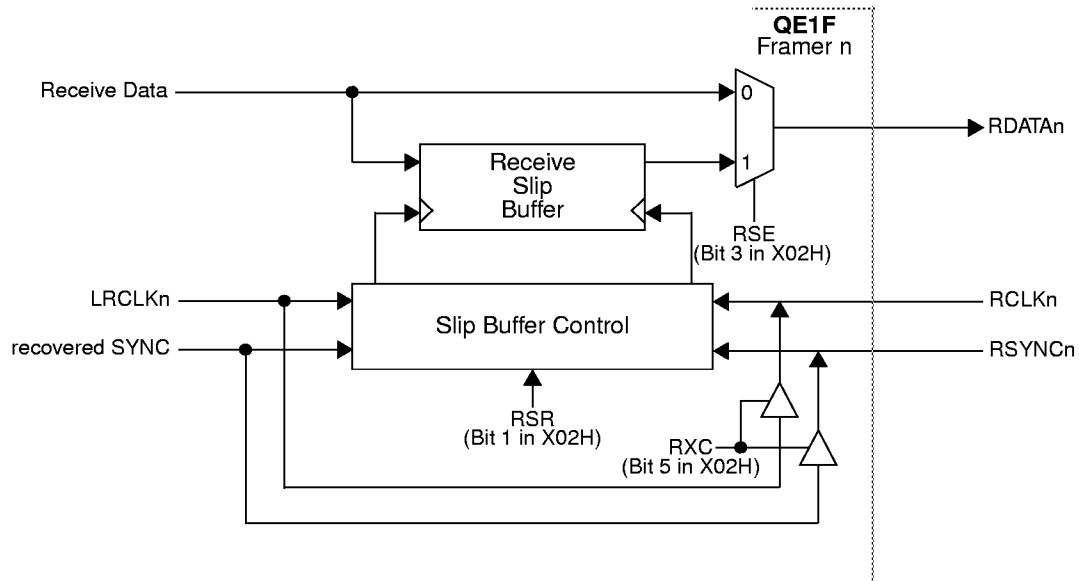 QE1F
Framer n
Receive Data
0
RDATAn
1
Receive
Slip
Buffer
RSE
(Bit 3 in X02H)
LRCLKn
RCLKn
Slip Buffer Control
recovered SYNC
RSYNCn
RSR
(Bit 1 in X02H)
RXC
(Bit 5 in X02H)